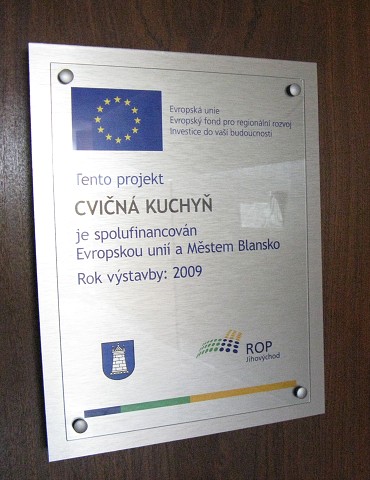 Evropská unie
Evropský fond pro regionální rozvoj
Investice do vaší budoucnosti
Tento projekt
CVIČNÁ KUCHYŇ
je spolufinancován
Evropskou unií a Městem Blansko
Rok výstavby: 2009
ROP
Jihovýchod